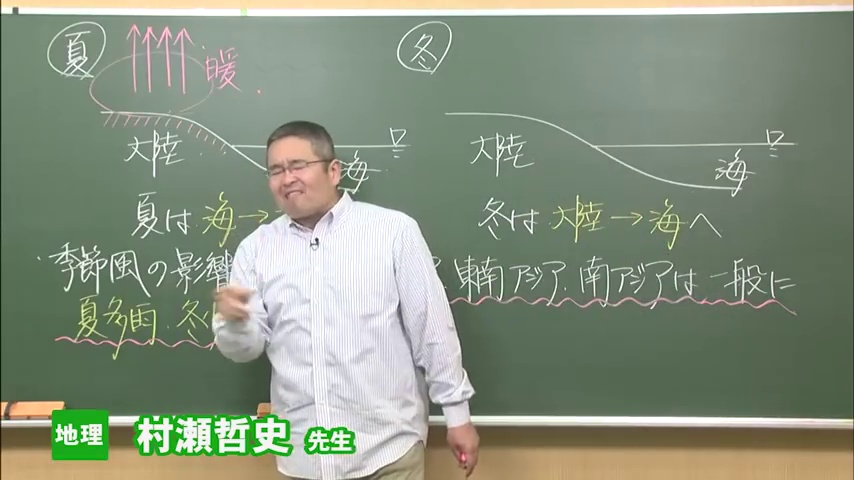 夏
暖
大陸
海
夏は 海→
季節風の影響
夏多雨、冬
冬
大陸
海
冬は 大陸→海へ
東南アジア、南アジアは一般に
地理 村瀬哲史 先生